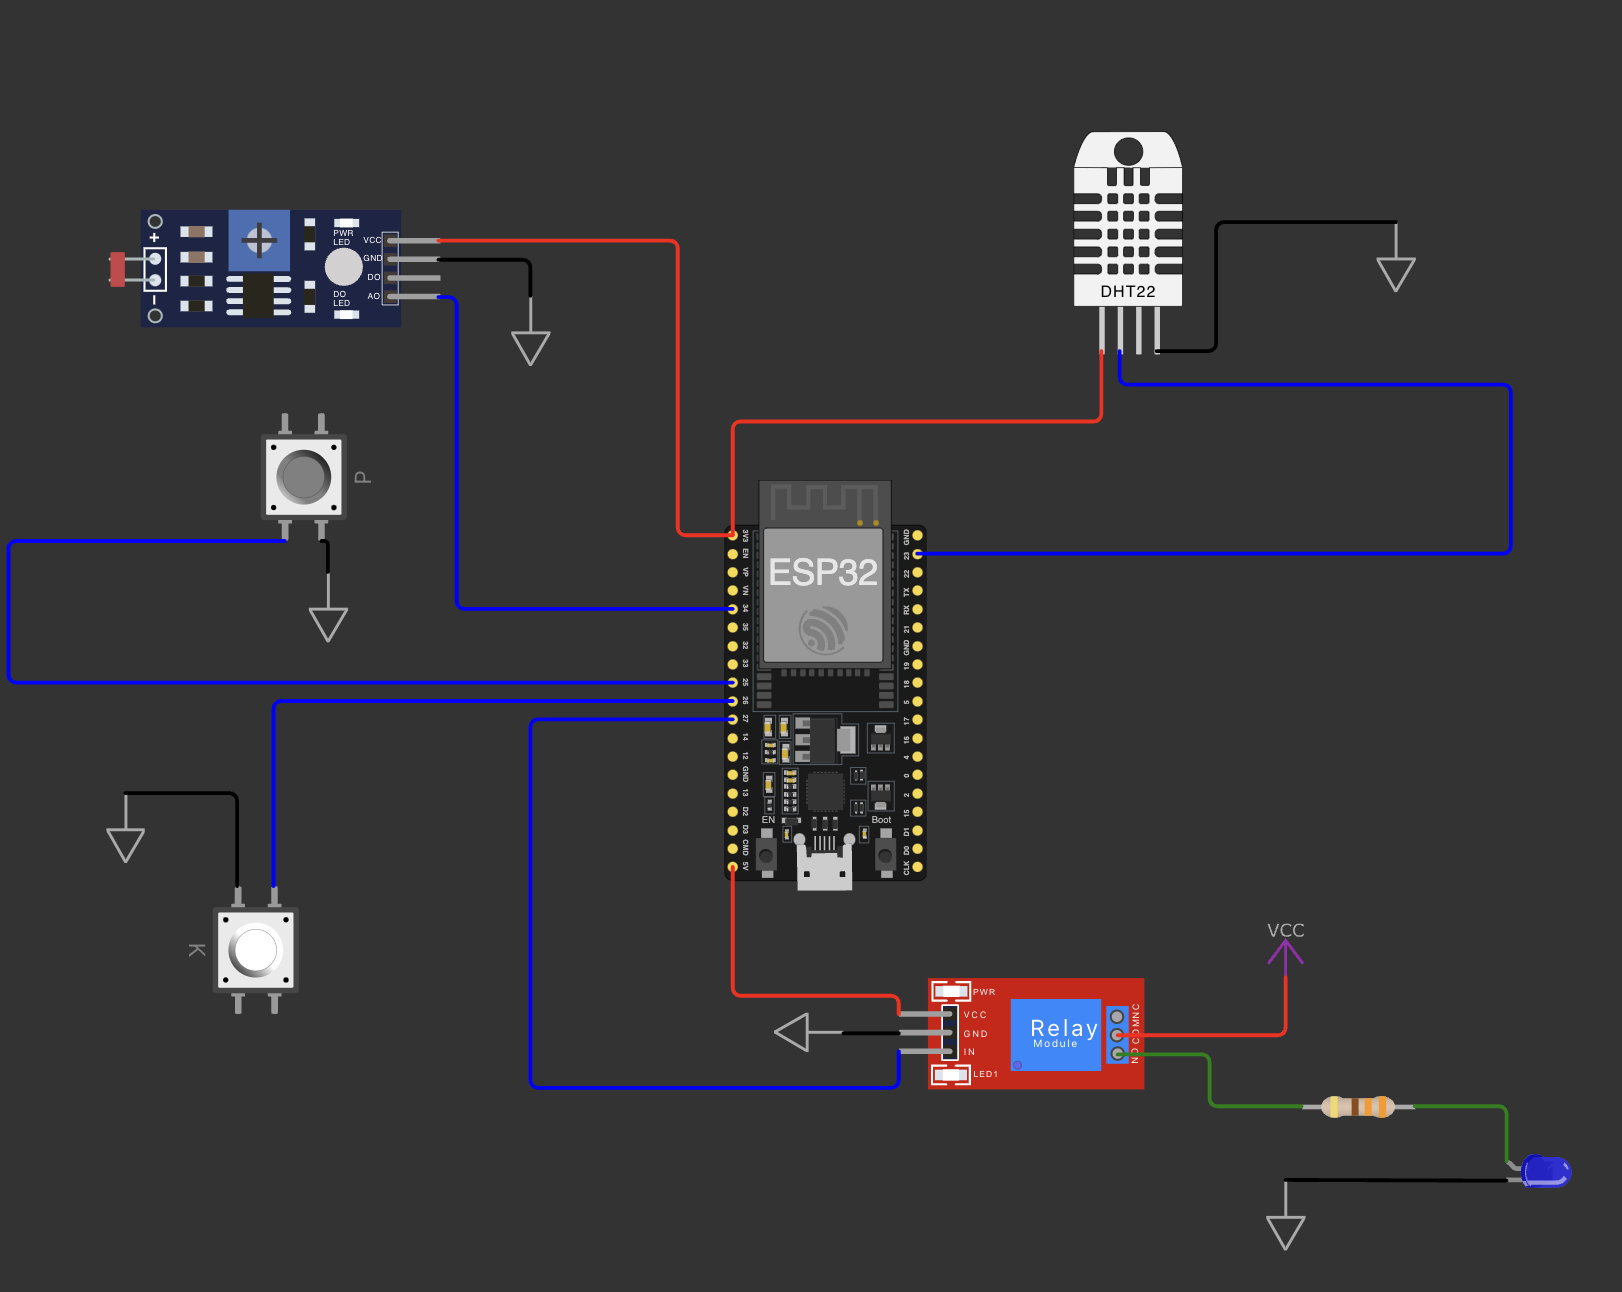 PWR
LED
VCC
GND
DO
AO
DO
LED
+
–
DHT22
P
K
ESP32
3V3
EN
VP
VN
34
35
32
33
25
26
27
14
12
GND
13
D2
D3
CMD
5V
GND
23
22
TX
RX
21
GND
19
18
5
17
16
4
0
2
15
D1
D0
CLK
EN
Boot
VCC
PWR
VCC
GND
IN
LED1
Relay
Module
NC
COM
NO